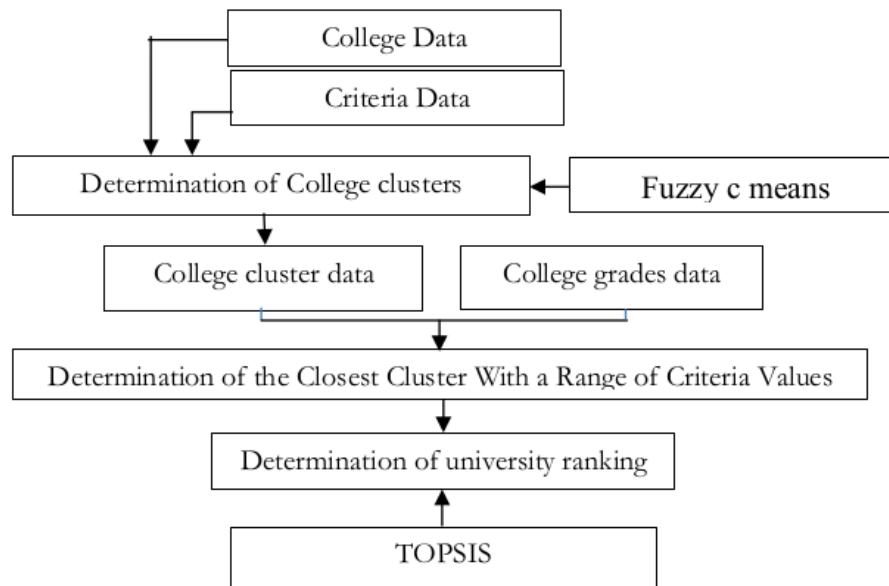 College Data
Criteria Data
Determination of College clusters
Fuzzy c means
College cluster data
College grades data
Determination of the Closest Cluster With a Range of Criteria Values
Determination of university ranking
TOPSIS